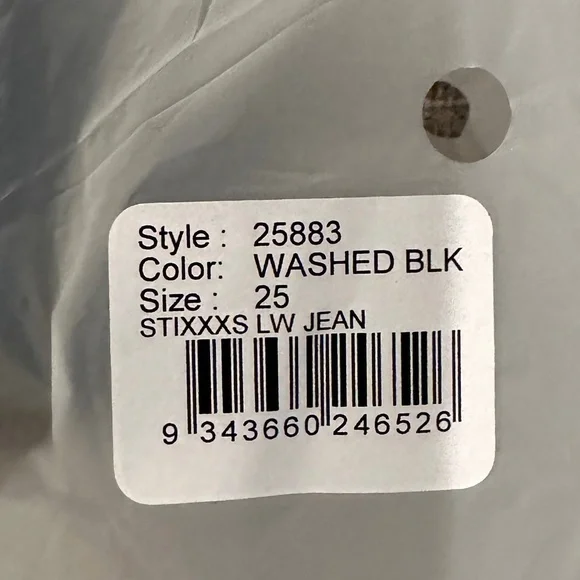 Style : 25883
Color: WASHED BLK
Size : 25
STIXXXS LW JEAN
9 343660 246526